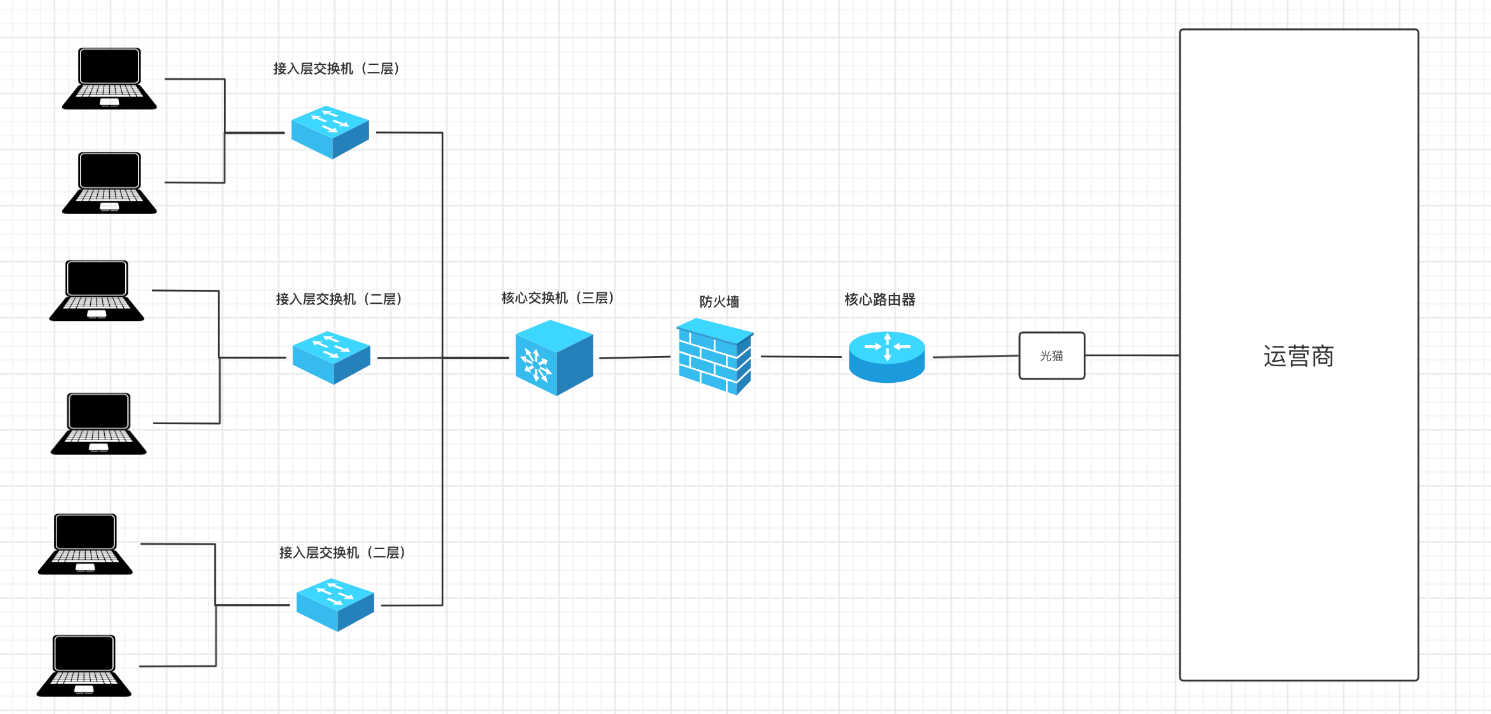 接入层交换机（二层）
接入层交换机（二层）
核心交换机（三层）
防火墙
核心路由器
光猫
运营商
接入层交换机（二层）